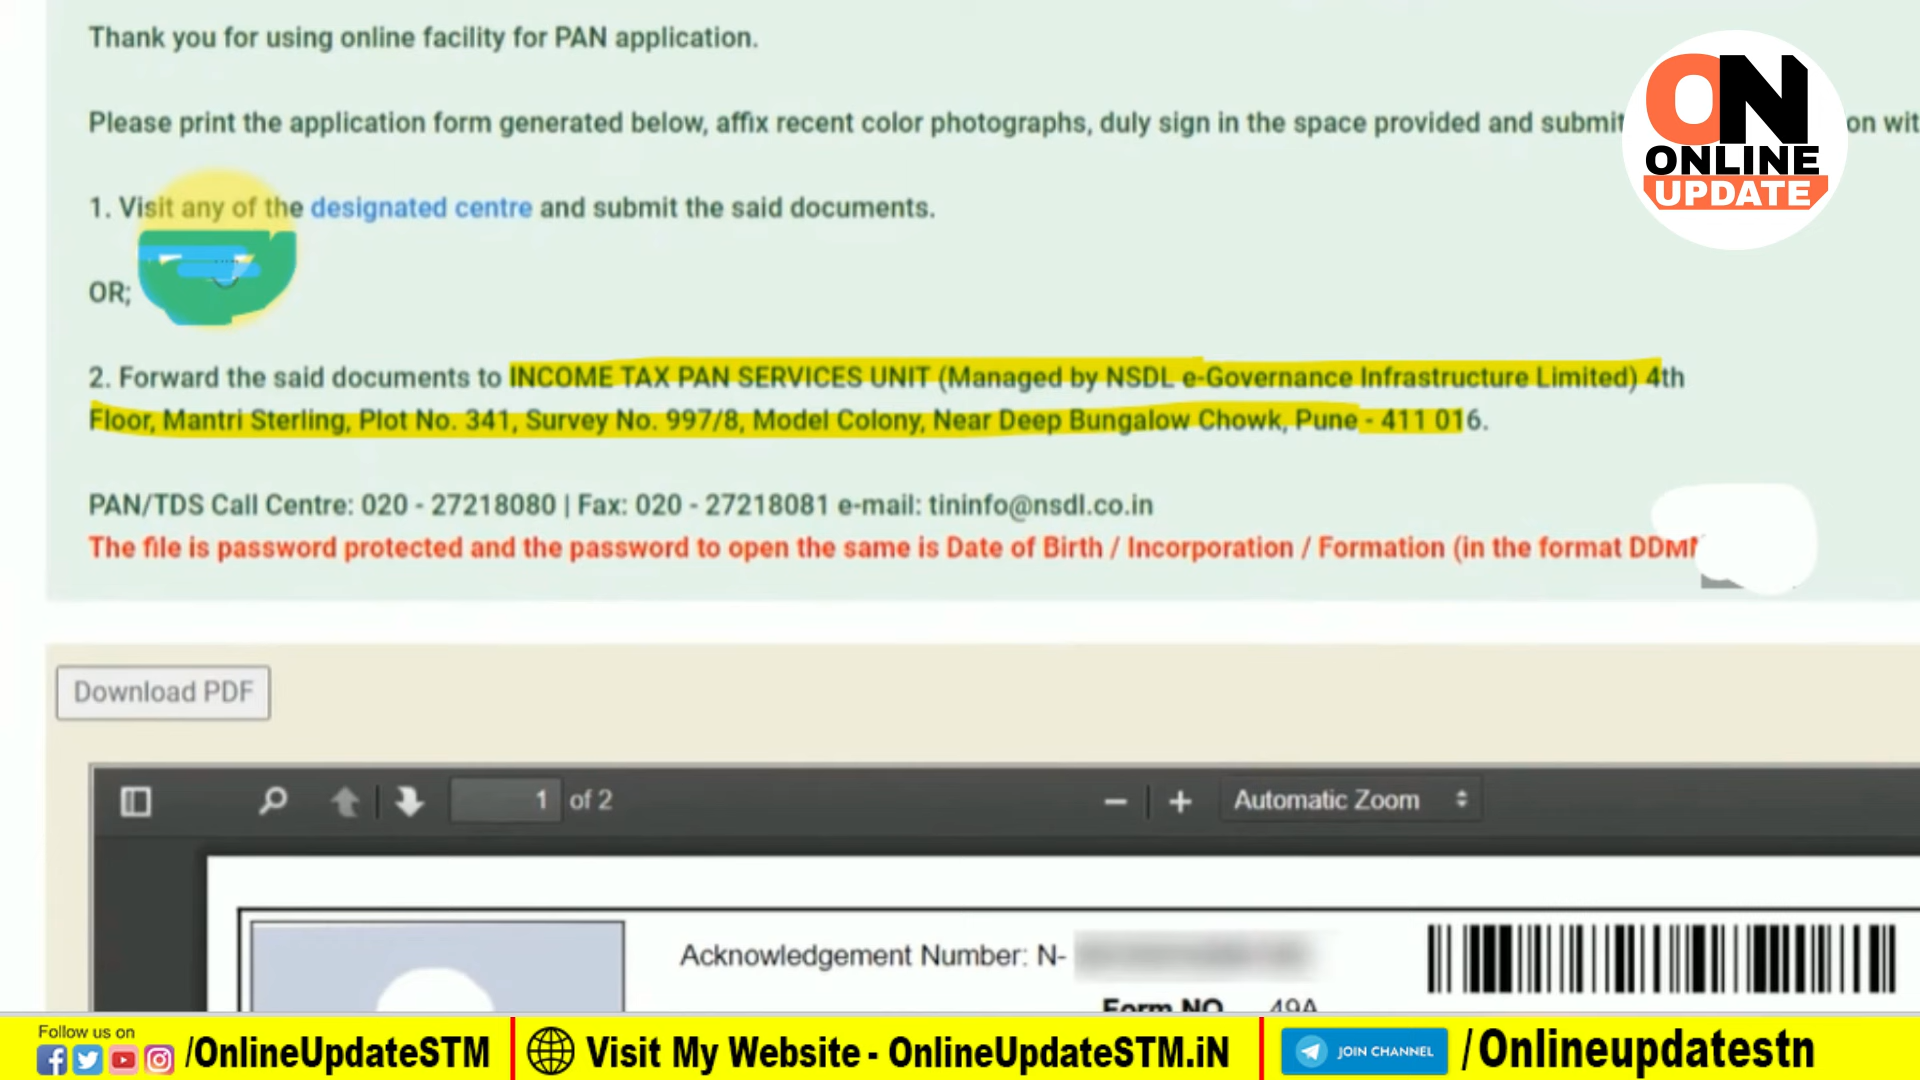 Thank you for using online facility for PAN application.
Please print the application form generated below, affix recent color photographs, duly sign in the space provided and submit on wit
ON
ONLINE
UPDATE
1. Visit any of the designated centre and submit the said documents.
OR;
2. Forward the said documents to INCOME TAX PAN SERVICES UNIT (Managed by NSDL e-Governance Infrastructure Limited) 4th
Floor, Mantri Sterling, Plot No. 341, Survey No. 997/8, Model Colony, Near Deep Bungalow Chowk, Pune - 411 016.
PAN/TDS Call Centre: 020 - 27218080 | Fax: 020 - 27218081 e-mail: tininfo@nsdl.co.in
The file is password protected and the password to open the same is Date of Birth / Incorporation / Formation (in the format DDM
Download PDF
1 of 2
Automatic Zoom
Acknowledgement Number: N-
Form NO. 49A
Follow us on
/OnlineUpdateSTM
Visit My Website - OnlineUpdateSTM.iN
JOIN CHANNEL
/Onlineupdatestn